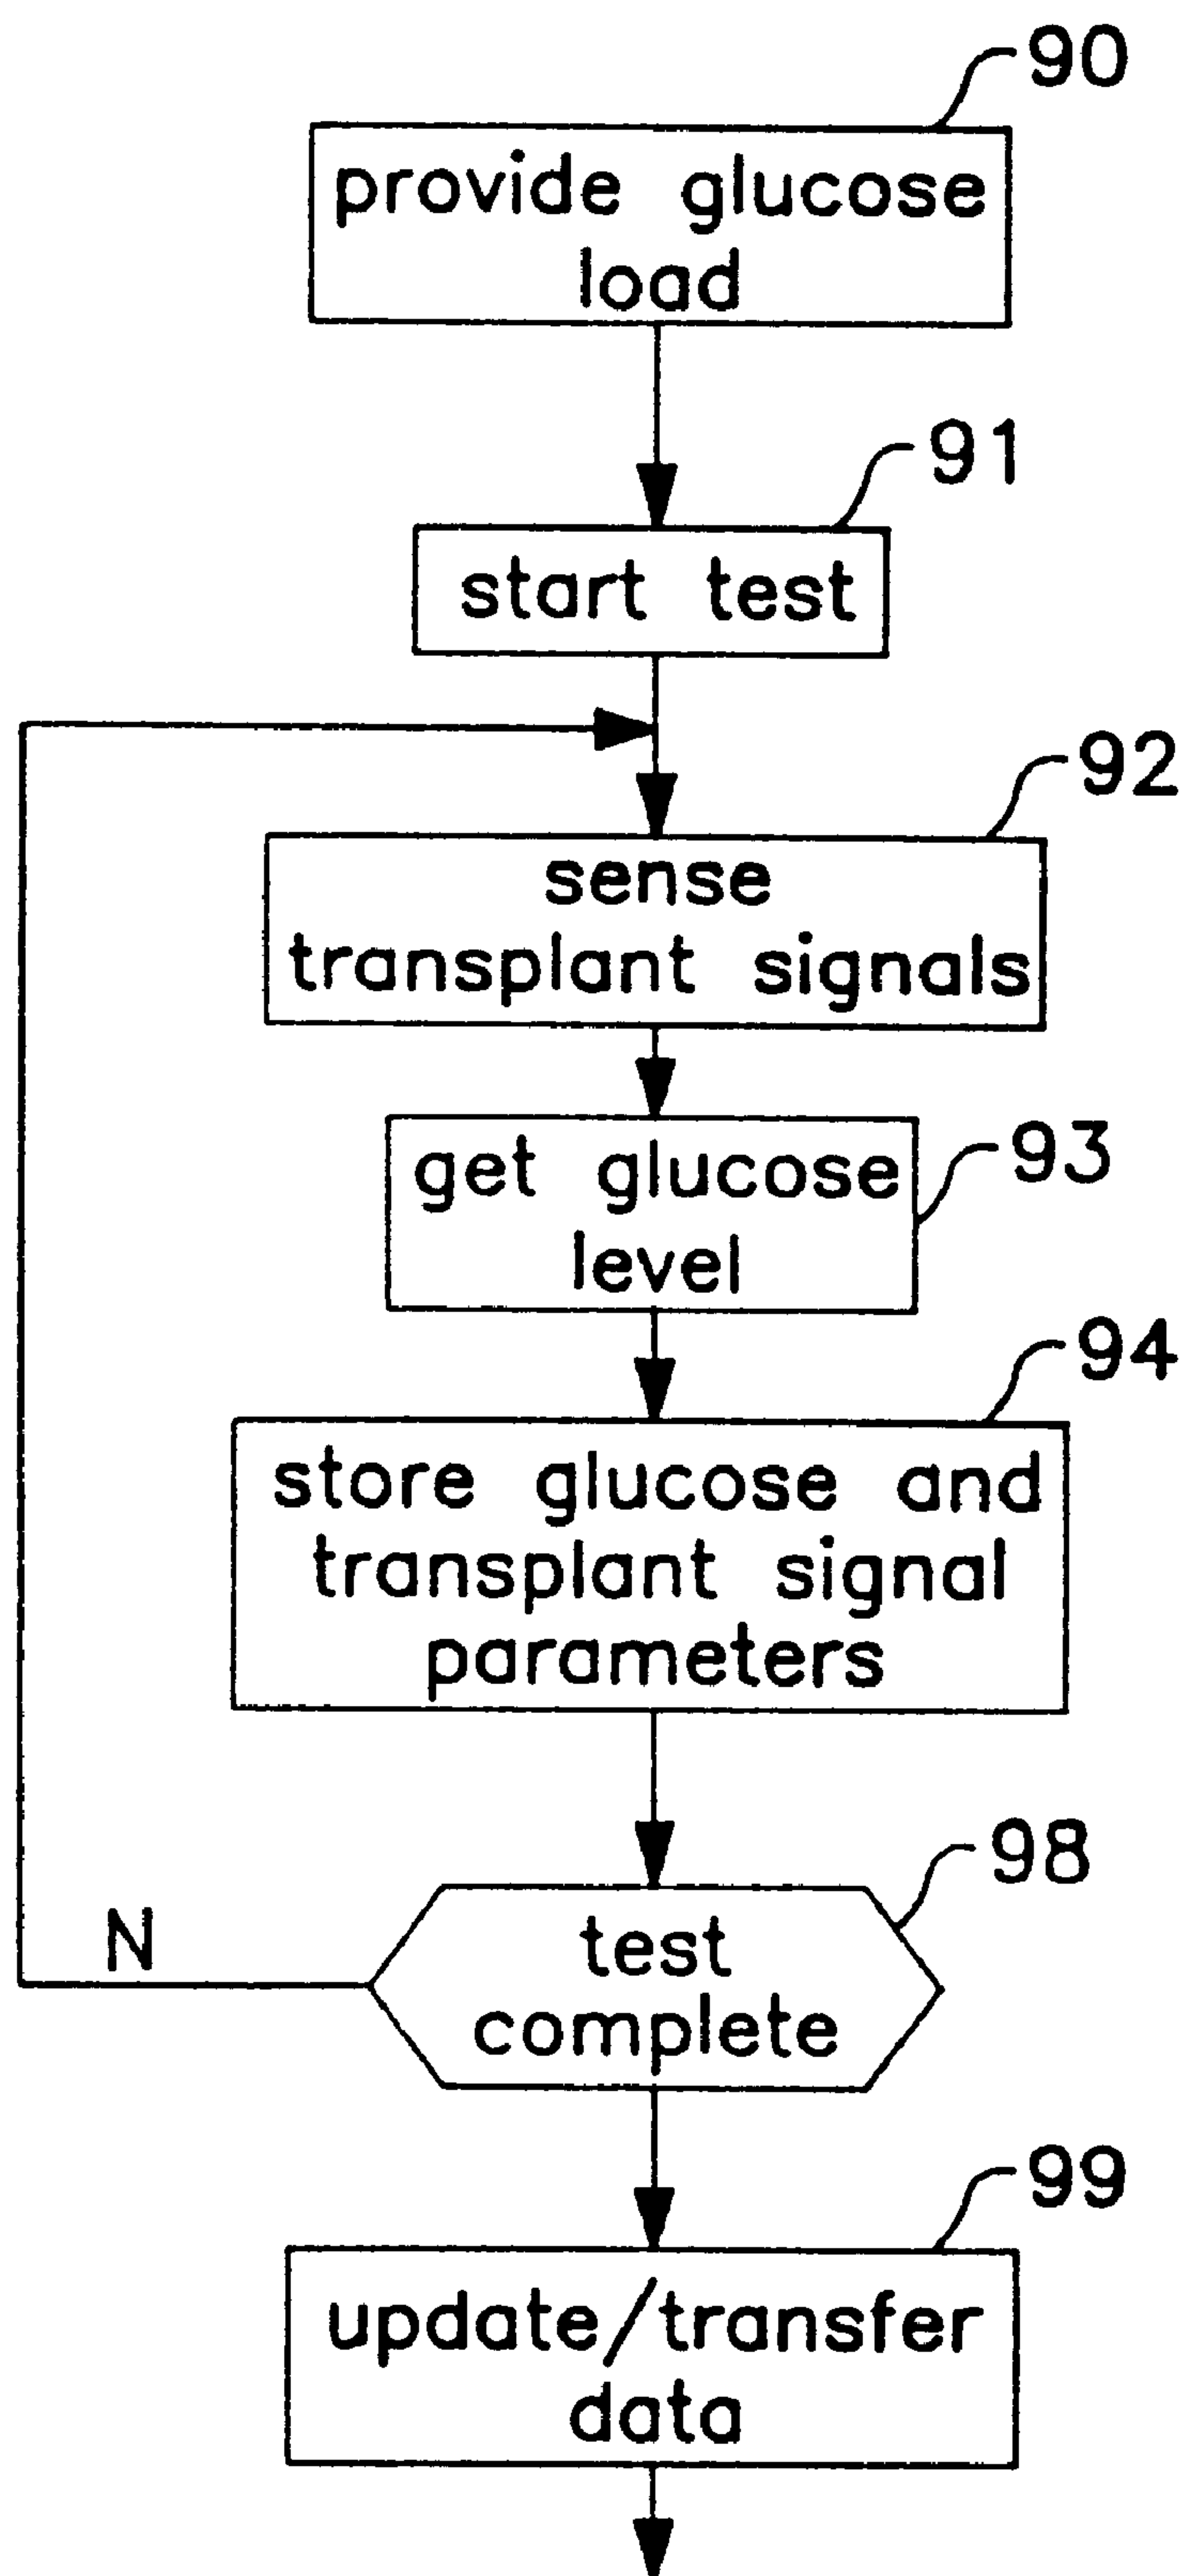 90
provide glucose
load
91
start test
92
sense
transplant signals
93
get glucose
level
94
store glucose and
transplant signal
parameters
98
N
test
complete
99
update/transfer
data